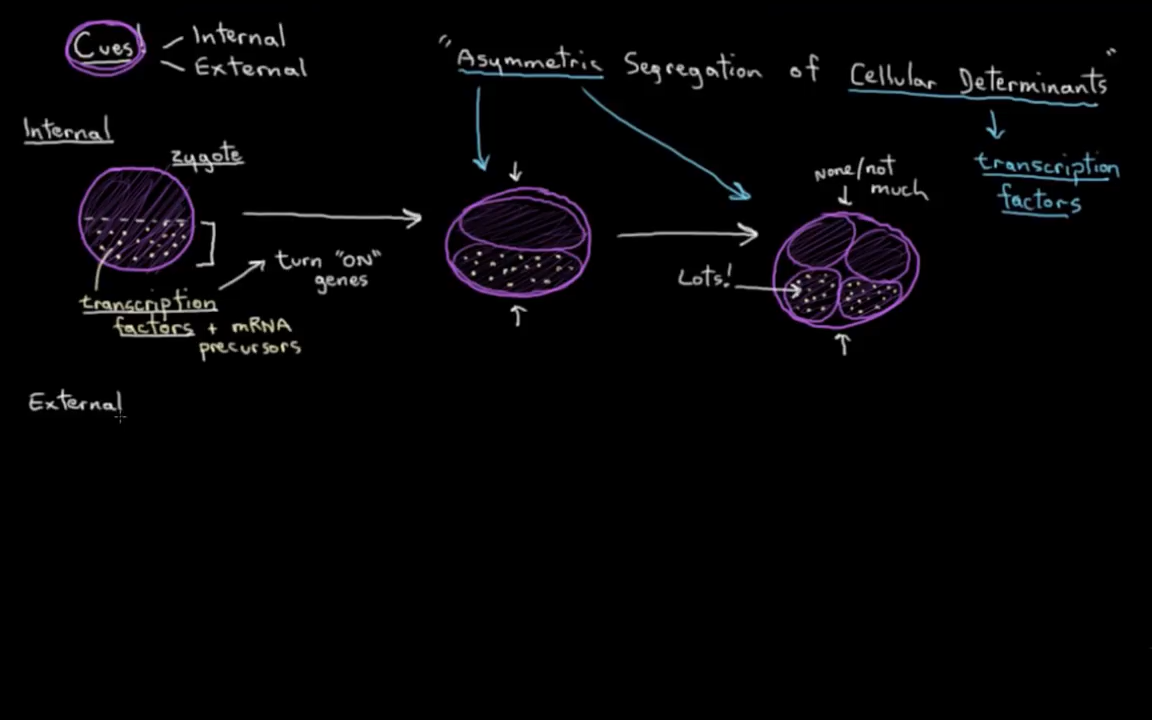 Cues!
Internal
External
"Asymmetric Segregation of Cellular Determinants"
Internal
zygote
transcription
factors + mRNA
precursors
turn "ON"
genes
None/not
much
Lots!
transcription
factors
External